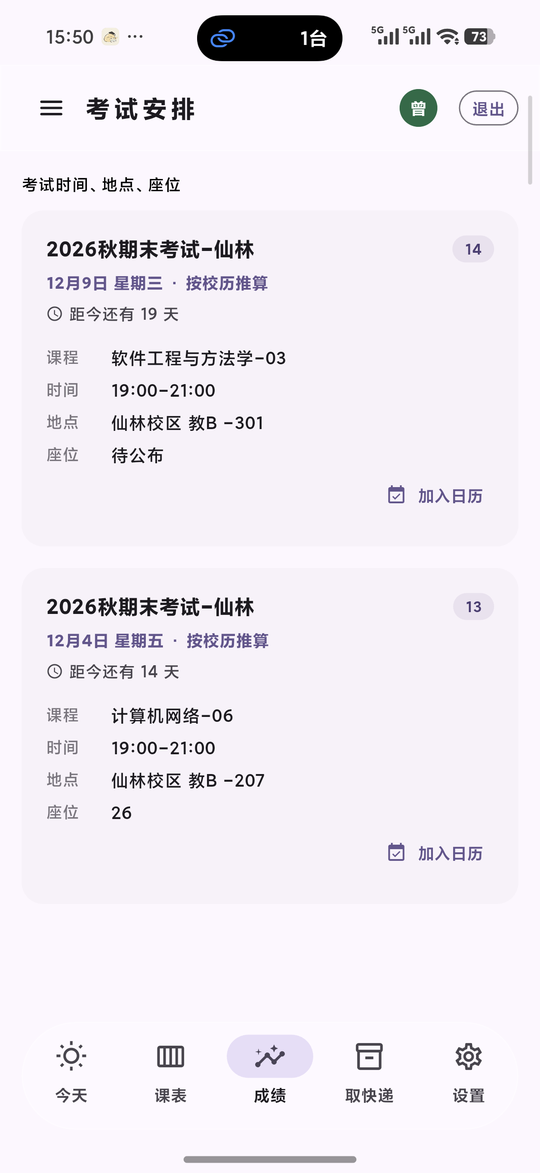 15:50 ···
1台
5G 5G 73
考试安排
曾
退出
考试时间、地点、座位
2026秋期末考试-仙林 14
12月9日 星期三 · 按校历推算
距今还有 19 天
课程 软件工程与方法学-03
时间 19:00-21:00
地点 仙林校区 教B -301
座位 待公布
加入日历
2026秋期末考试-仙林 13
12月4日 星期五 · 按校历推算
距今还有 14 天
课程 计算机网络-06
时间 19:00-21:00
地点 仙林校区 教B -207
座位 26
加入日历
今天 课表 成绩 取快递 设置